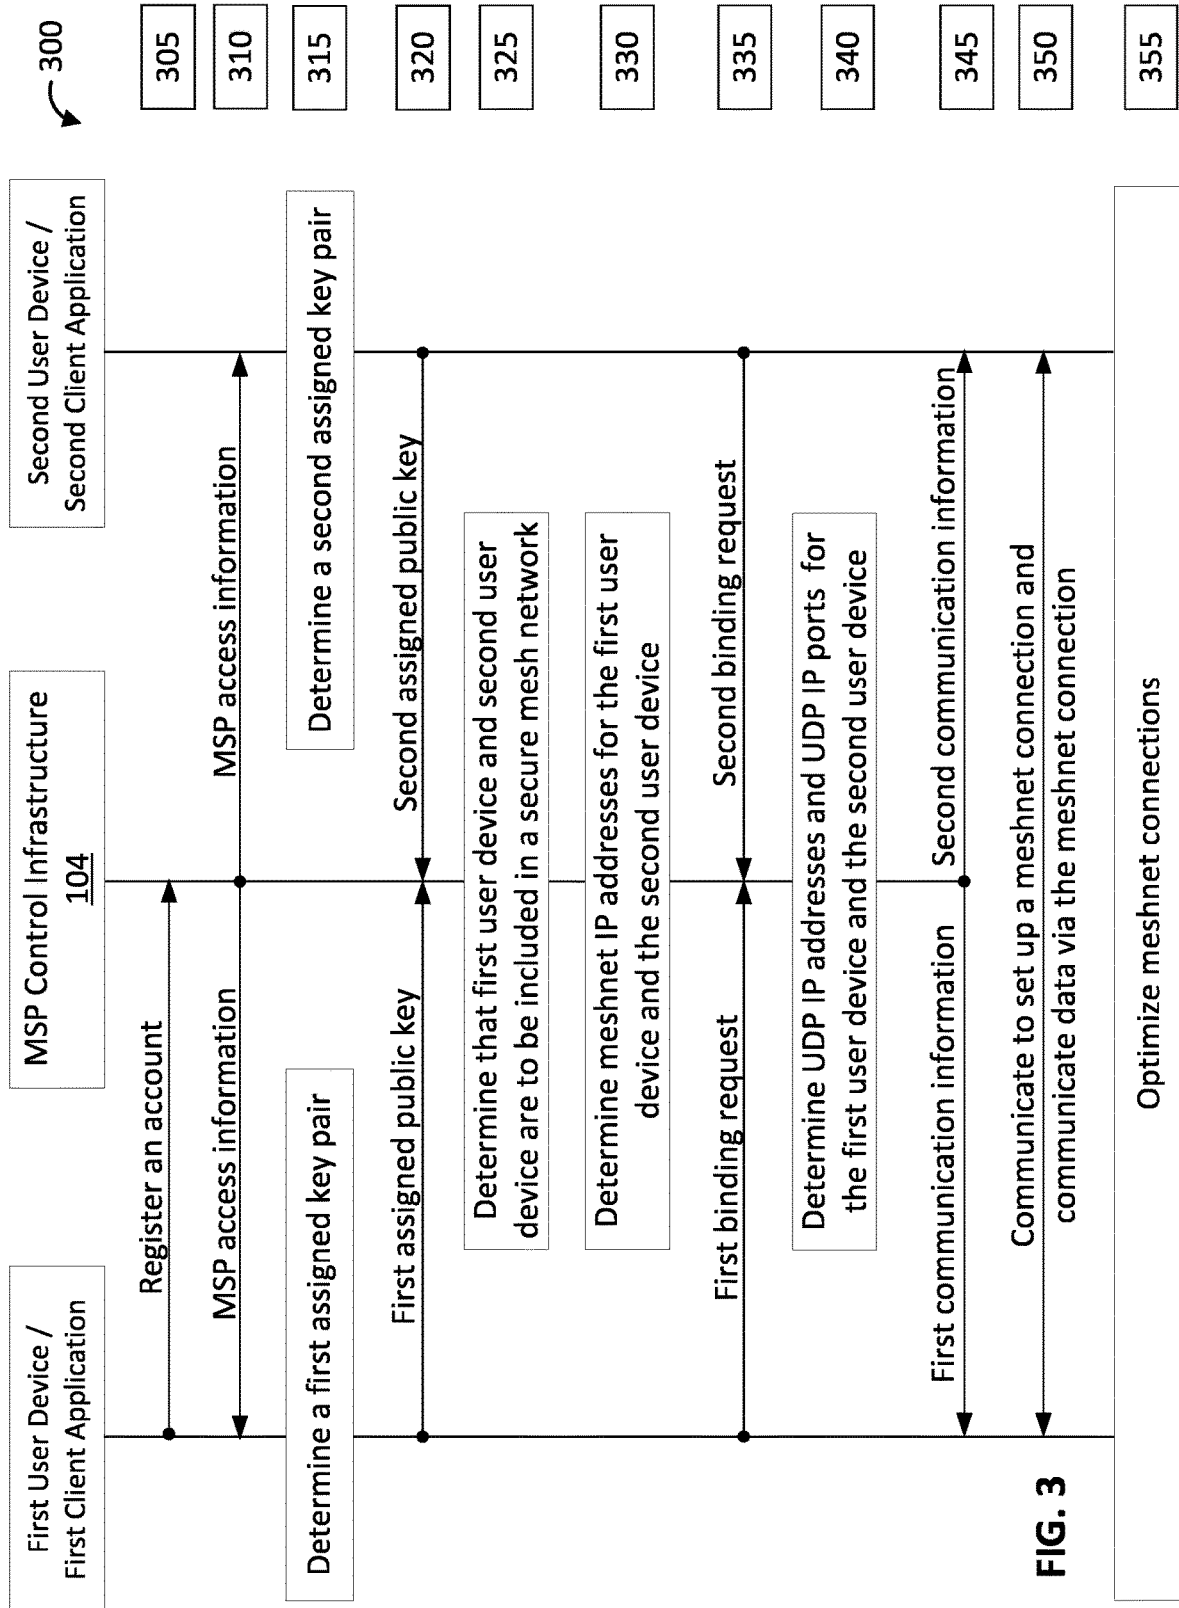 300
First User Device /
First Client Application
MSP Control Infrastructure
104
Second User Device /
Second Client Application
Register an account
305
MSP access information
MSP access information
310
Determine a first assigned key pair
Determine a second assigned key pair
315
First assigned public key
Second assigned public key
320
Determine that first user device and second user
device are to be included in a secure mesh network
325
Determine meshnet IP addresses for the first user
device and the second user device
330
First binding request
Second binding request
335
Determine UDP IP addresses and UDP IP ports for
the first user device and the second user device
340
First communication information
Second communication information
345
Communicate to set up a meshnet connection and
communicate data via the meshnet connection
350
Optimize meshnet connections
355
FIG. 3